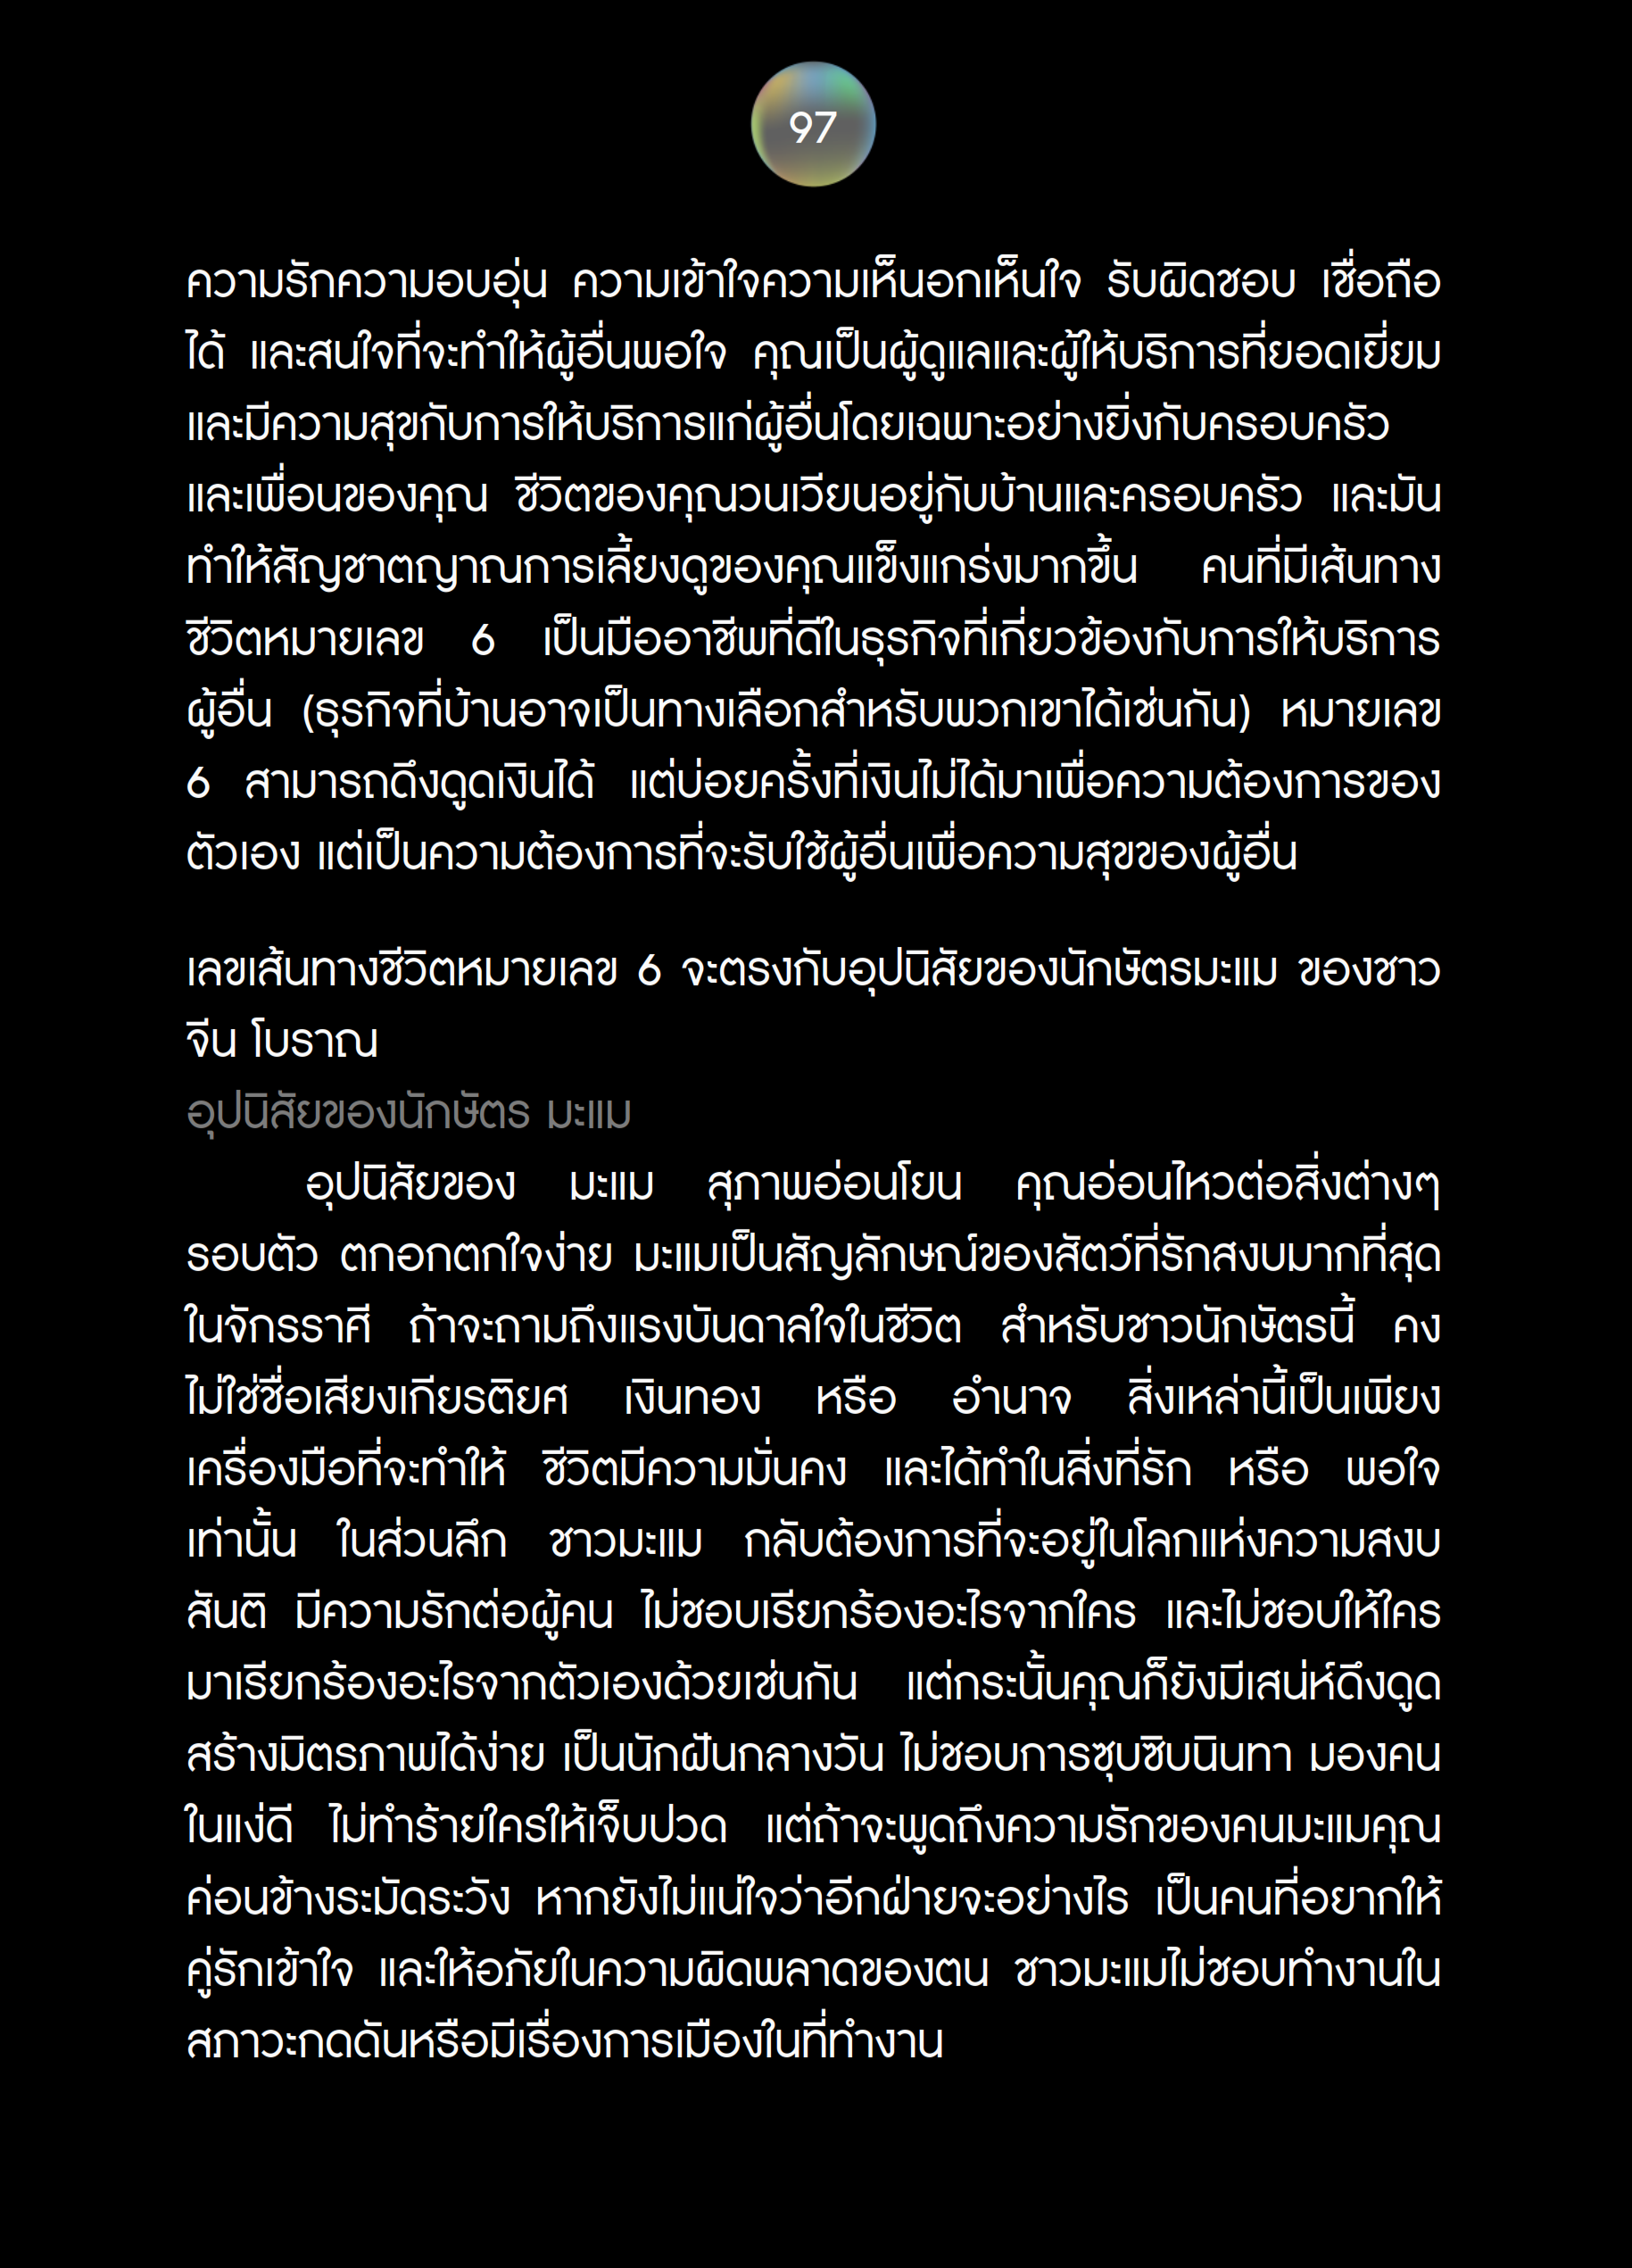 97
ความรักความอบอุ่น ความเข้าใจความเห็นอกเห็นใจ รับผิดชอบ เชื่อถือ
ได้ และสนใจที่จะทำให้ผู้อื่นพอใจ คุณเป็นผู้ดูแลและผู้ให้บริการที่ยอดเยี่ยม
และมีความสุขกับการให้บริการแก่ผู้อื่นโดยเฉพาะอย่างยิ่งกับครอบครัว
และเพื่อนของคุณ ชีวิตของคุณวนเวียนอยู่กับบ้านและครอบครัว และมัน
ทำให้สัญชาตญาณการเลี้ยงดูของคุณแข็งแกร่งมากขึ้น คนที่มีเส้นทาง
ชีวิตหมายเลข 6 เป็นมืออาชีพที่ดีในธุรกิจที่เกี่ยวข้องกับการให้บริการ
ผู้อื่น (ธุรกิจที่บ้านอาจเป็นทางเลือกสำหรับพวกเขาได้เช่นกัน) หมายเลข
6 สามารถดึงดูดเงินได้ แต่บ่อยครั้งที่เงินไม่ได้มาเพื่อความต้องการของ
ตัวเอง แต่เป็นความต้องการที่จะรับใช้ผู้อื่นเพื่อความสุขของผู้อื่น
เลขเส้นทางชีวิตหมายเลข 6 จะตรงกับอุปนิสัยของนักษัตรมะแม ของชาว
จีน โบราณ
อุปนิสัยของนักษัตร มะแม
อุปนิสัยของ มะแม สุภาพอ่อนโยน คุณอ่อนไหวต่อสิ่งต่างๆ
รอบตัว ตกอกตกใจง่าย มะแมเป็นสัญลักษณ์ของสัตว์ที่รักสงบมากที่สุด
ในจักรราศี ถ้าจะถามถึงแรงบันดาลใจในชีวิต สำหรับชาวนักษัตรนี้ คง
ไม่ใช่ชื่อเสียงเกียรติยศ เงินทอง หรือ อำนาจ สิ่งเหล่านี้เป็นเพียง
เครื่องมือที่จะทำให้ ชีวิตมีความมั่นคง และได้ทำในสิ่งที่รัก หรือ พอใจ
เท่านั้น ในส่วนลึก ชาวมะแม กลับต้องการที่จะอยู่ในโลกแห่งความสงบ
สันติ มีความรักต่อผู้คน ไม่ชอบเรียกร้องอะไรจากใคร และไม่ชอบให้ใคร
มาเรียกร้องอะไรจากตัวเองด้วยเช่นกัน แต่กระนั้นคุณก็ยังมีเสน่ห์ดึงดูด
สร้างมิตรภาพได้ง่าย เป็นนักฝันกลางวัน ไม่ชอบการซุบซิบนินทา มองคน
ในแง่ดี ไม่ทำร้ายใครให้เจ็บปวด แต่ถ้าจะพูดถึงความรักของคนมะแมคุณ
ค่อนข้างระมัดระวัง หากยังไม่แน่ใจว่าอีกฝ่ายจะอย่างไร เป็นคนที่อยากให้
คู่รักเข้าใจ และให้อภัยในความผิดพลาดของตน ชาวมะแมไม่ชอบทำงานใน
สภาวะกดดันหรือมีเรื่องการเมืองในที่ทำงาน